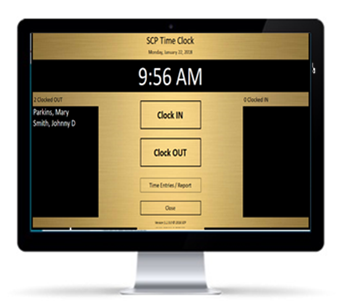 SCP Time Clock
Monday, January 22, 2018
9:56 AM
2 Clocked OUT
0 Clocked IN
Parkins, Mary
Smith, Johnny D
Clock IN
Clock OUT
Time Entries / Report
Close